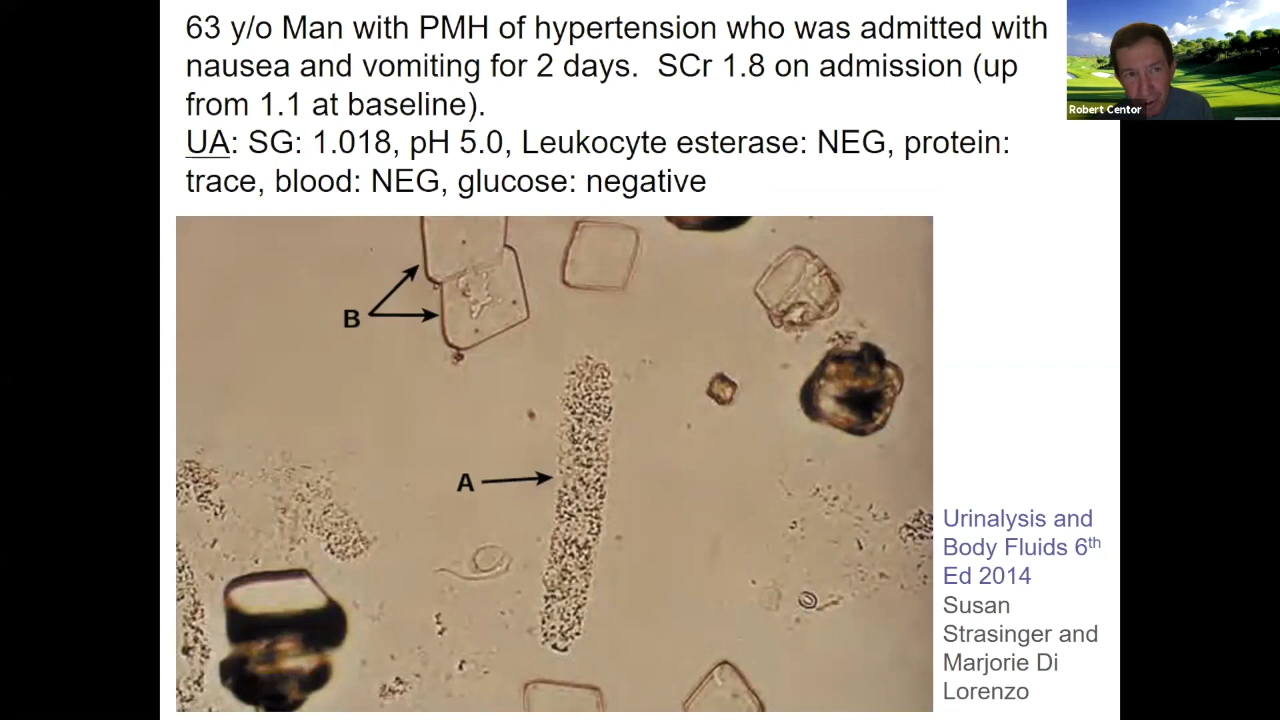 63 y/o Man with PMH of hypertension who was admitted with
nausea and vomiting for 2 days.  SCr 1.8 on admission (up
from 1.1 at baseline).
UA: SG: 1.018, pH 5.0, Leukocyte esterase: NEG, protein:
trace, blood: NEG, glucose: negative
Robert Centor
B
A
Urinalysis and
Body Fluids 6th
Ed 2014
Susan
Strasinger and
Marjorie Di
Lorenzo